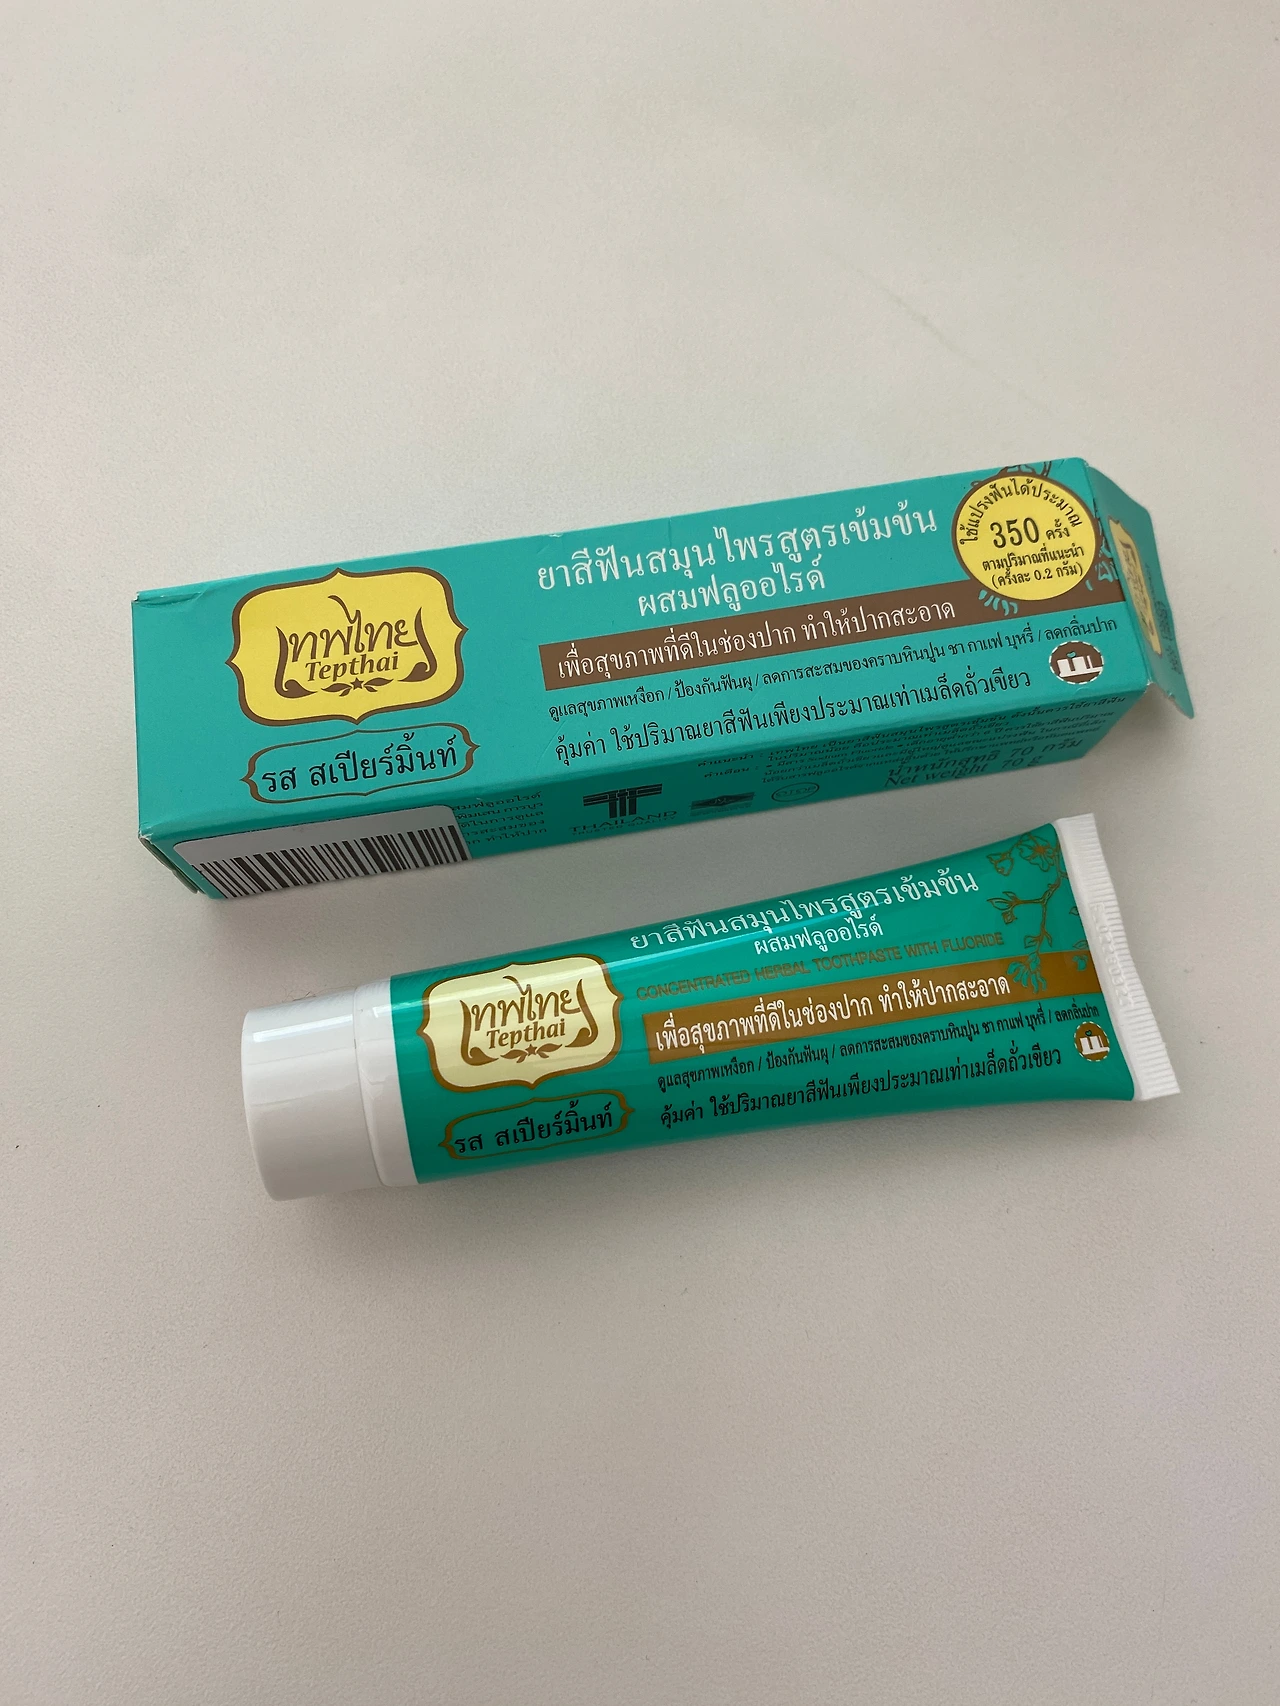 เทพไทย
Tepthai
รส สเปียร์มิ้นท์
ยาสีฟันสมุนไพรสูตรเข้มข้น
ผสมฟลูออไรด์
เพื่อสุขภาพที่ดีในช่องปาก ทำให้ปากสะอาด
ดูแลสุขภาพเหงือก / ป้องกันฟันผุ / ลดการสะสมของคราบหินปูน ชา กาแฟ บุหรี่ / ลดกลิ่นปาก
คุ้มค่า ใช้ปริมาณยาสีฟันเพียงประมาณเท่าเมล็ดถั่วเขียว
ใช้แปรงฟันได้ประมาณ
350 ครั้ง
ตามปริมาณที่แนะนำ
(ครั้งละ 0.2 กรัม)
THAILAND
น้ำหนักสุทธิ 70 กรัม
Net weight 70 g
เทพไทย
Tepthai
รส สเปียร์มิ้นท์
ยาสีฟันสมุนไพรสูตรเข้มข้น
ผสมฟลูออไรด์
CONCENTRATED HERBAL TOOTHPASTE WITH FLUORIDE
เพื่อสุขภาพที่ดีในช่องปาก ทำให้ปากสะอาด
ดูแลสุขภาพเหงือก / ป้องกันฟันผุ / ลดการสะสมของคราบหินปูน ชา กาแฟ บุหรี่ / ลดกลิ่นปาก
คุ้มค่า ใช้ปริมาณยาสีฟันเพียงประมาณเท่าเมล็ดถั่วเขียว